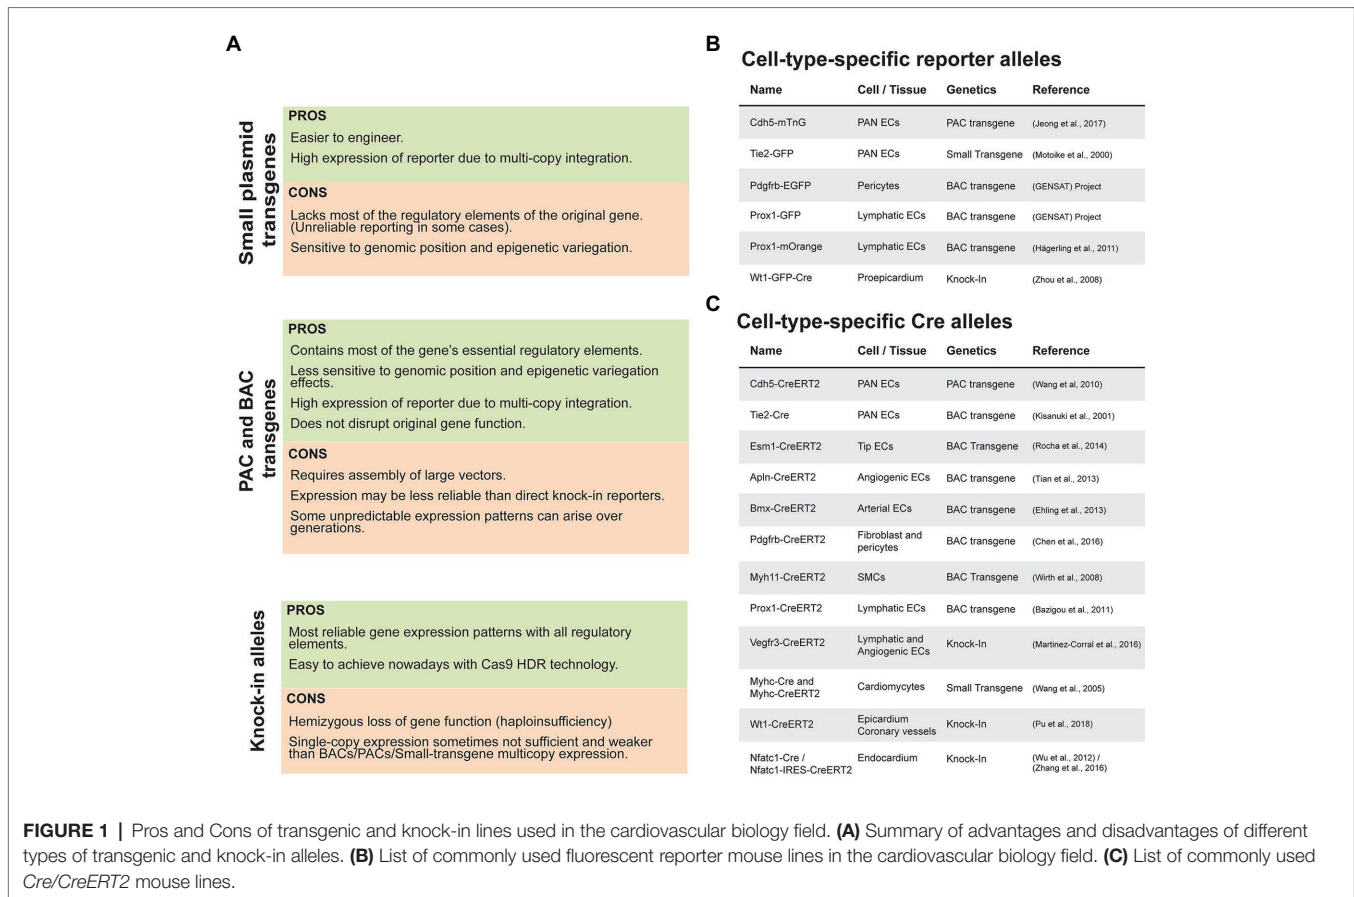 A
Small plasmid
transgenes
PROS
Easier to engineer.
High expression of reporter due to multi-copy integration.
CONS
Lacks most of the regulatory elements of the original gene.
(Unreliable reporting in some cases).
Sensitive to genomic position and epigenetic variegation.
PAC and BAC
transgenes
PROS
Contains most of the gene's essential regulatory elements.
Less sensitive to genomic position and epigenetic variegation
effects.
High expression of reporter due to multi-copy integration.
Does not disrupt original gene function.
CONS
Requires assembly of large vectors.
Expression may be less reliable than direct knock-in reporters.
Some unpredictable expression patterns can arise over
generations.
Knock-in alleles
PROS
Most reliable gene expression patterns with all regulatory
elements.
Easy to achieve nowadays with Cas9 HDR technology.
CONS
Hemizygous loss of gene function (haploinsufficiency)
Single-copy expression sometimes not sufficient and weaker
than BACs/PACs/Small-transgene multicopy expression.
B
Cell-type-specific reporter alleles
Name Cell / Tissue Genetics Reference
Cdh5-mTnG PAN ECs PAC transgene (Jeong et al., 2017)
Tie2-GFP PAN ECs Small Transgene (Motoike et al., 2000)
Pdgfrb-EGFP Pericytes BAC transgene (GENSAT) Project
Prox1-GFP Lymphatic ECs BAC transgene (GENSAT) Project
Prox1-mOrange Lymphatic ECs BAC transgene (Hägerling et al., 2011)
Wt1-GFP-Cre Proepicardium Knock-In (Zhou et al., 2008)
C
Cell-type-specific Cre alleles
Name Cell / Tissue Genetics Reference
Cdh5-CreERT2 PAN ECs PAC transgene (Wang et al, 2010)
Tie2-Cre PAN ECs BAC transgene (Kisanuki et al., 2001)
Esm1-CreERT2 Tip ECs BAC Transgene (Rocha et al., 2014)
Apln-CreERT2 Angiogenic ECs BAC transgene (Tian et al., 2013)
Bmx-CreERT2 Arterial ECs BAC transgene (Ehling et al., 2013)
Pdgfrb-CreERT2 Fibroblast and
pericytes BAC transgene (Chen et al., 2016)
Myh11-CreERT2 SMCs BAC Transgene (Wirth et al., 2008)
Prox1-CreERT2 Lymphatic ECs BAC transgene (Bazigou et al., 2011)
Vegfr3-CreERT2 Lymphatic and
Angiogenic ECs Knock-In (Martinez-Corral et al., 2016)
Myhc-Cre and
Myhc-CreERT2 Cardiomycytes Small Transgene (Wang et al., 2005)
Wt1-CreERT2 Epicardium
Coronary vessels Knock-In (Pu et al., 2018)
Nfatc1-Cre /
Nfatc1-IRES-CreERT2 Endocardium Knock-In (Wu et al., 2012) /
(Zhang et al., 2016)
FIGURE 1 | Pros and Cons of transgenic and knock-in lines used in the cardiovascular biology field. (A) Summary of advantages and disadvantages of different
types of transgenic and knock-in alleles. (B) List of commonly used fluorescent reporter mouse lines in the cardiovascular biology field. (C) List of commonly used
Cre/CreERT2 mouse lines.